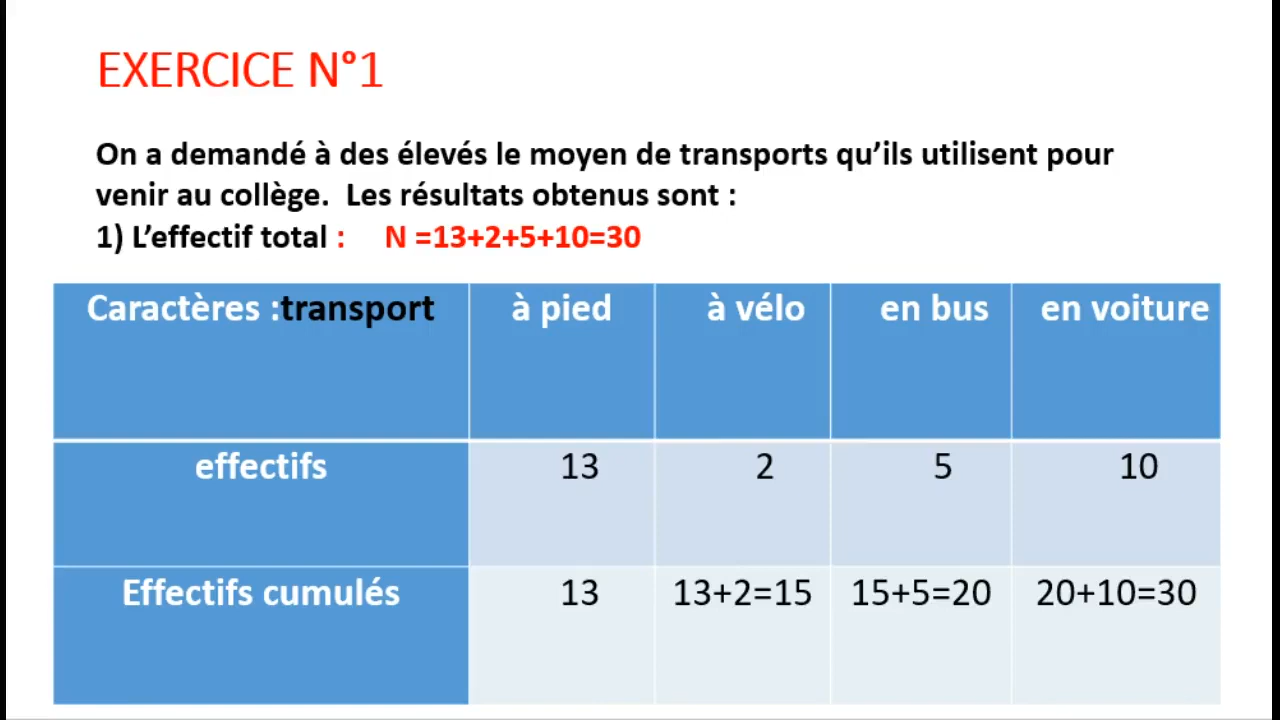 EXERCICE N°1
On a demandé à des élevés le moyen de transports qu'ils utilisent pour
venir au collège. Les résultats obtenus sont :
1) L'effectif total : N =13+2+5+10=30
Caractères :transport à pied à vélo en bus en voiture
effectifs 13 2 5 10
Effectifs cumulés 13 13+2=15 15+5=20 20+10=30